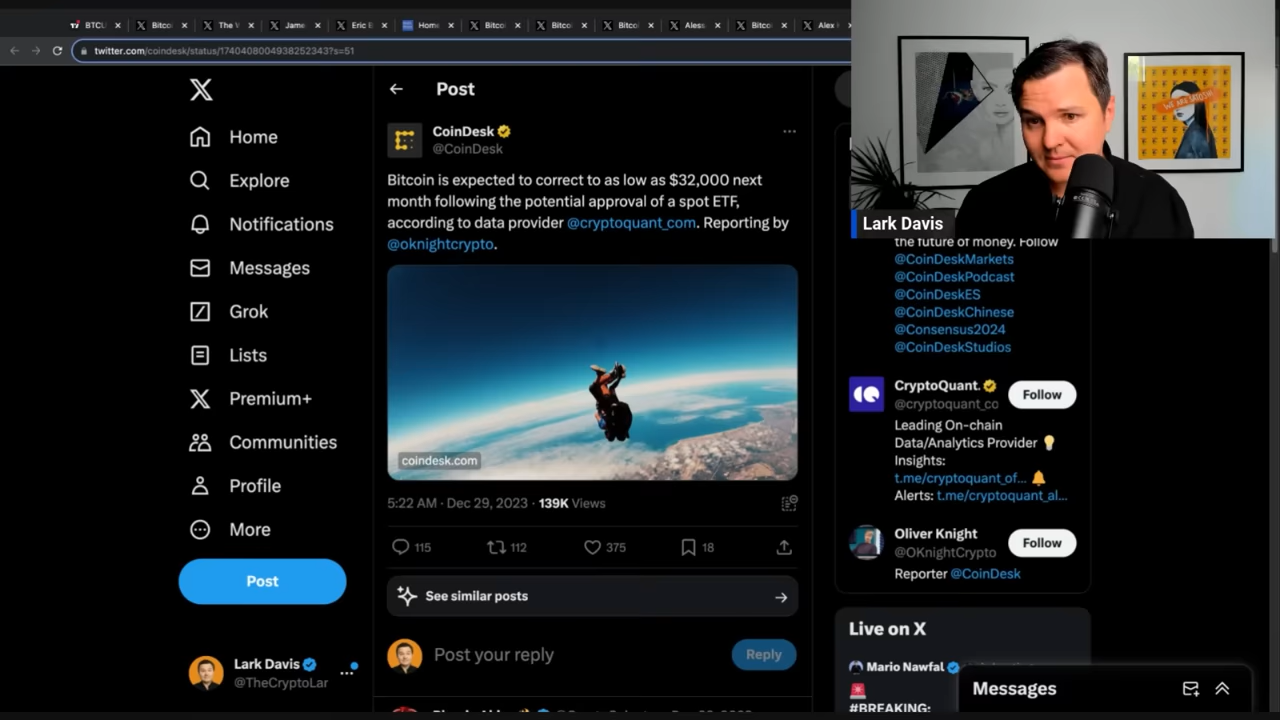 BTCU
Bitco
The V
Jame
Eric B
Home
Bitco
Bitco
Bitco
Aless
Bitco
Alex
twitter.com/coindesk/status/1740408004938252343?s=51
Post
CoinDesk
@CoinDesk
Bitcoin is expected to correct to as low as $32,000 next
month following the potential approval of a spot ETF,
according to data provider @cryptoquant_com. Reporting by
@oknightcrypto.
coindesk.com
5:22 AM · Dec 29, 2023 · 139K Views
115
112
375
18
See similar posts
Post your reply
Reply
Home
Explore
Notifications
Messages
Grok
Lists
Premium+
Communities
Profile
More
Post
Lark Davis
@TheCryptoLar
WE ARE SATOSHI
Lark Davis
the future of money. Follow
@CoinDeskMarkets
@CoinDeskPodcast
@CoinDeskES
@CoinDeskChinese
@Consensus2024
@CoinDeskStudios
CryptoQuant.
@cryptoquant_co
Follow
Leading On-chain
Data/Analytics Provider
Insights:
t.me/cryptoquant_of...
Alerts: t.me/cryptoquant_al...
Oliver Knight
@OKnightCrypto
Follow
Reporter @CoinDesk
Live on X
Mario Nawfal
#BREAKING:
Messages